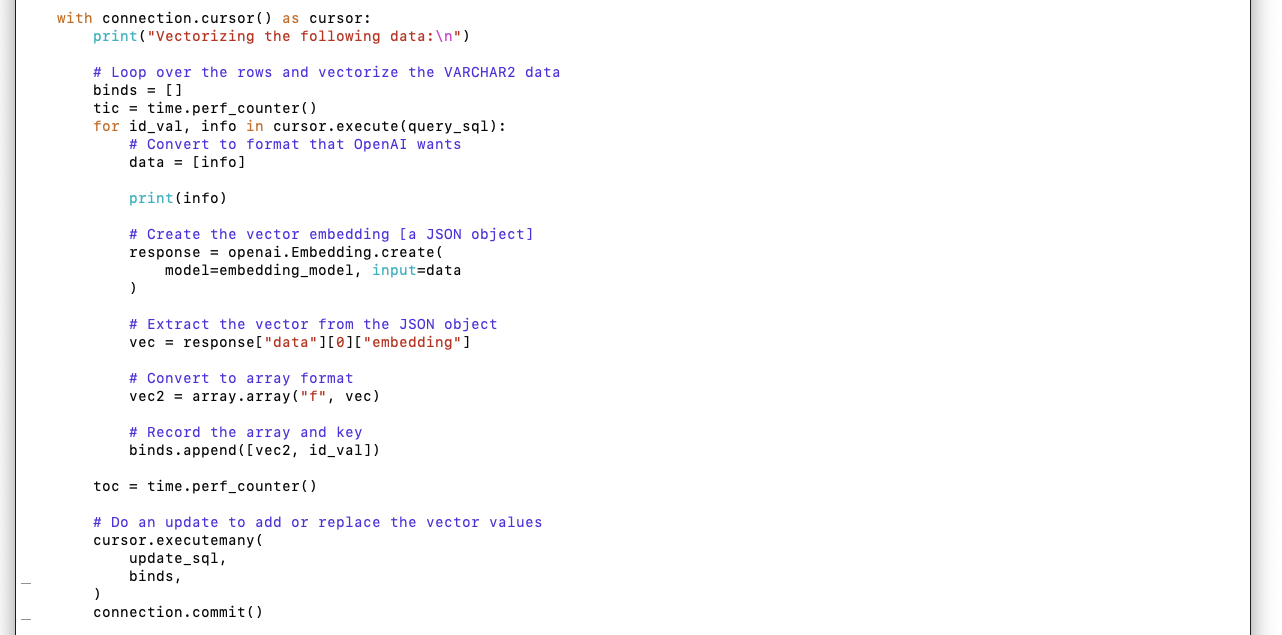 with connection.cursor() as cursor:
    print("Vectorizing the following data:\n")

    # Loop over the rows and vectorize the VARCHAR2 data
    binds = []
    tic = time.perf_counter()
    for id_val, info in cursor.execute(query_sql):
        # Convert to format that OpenAI wants
        data = [info]

        print(info)

        # Create the vector embedding [a JSON object]
        response = openai.Embedding.create(
            model=embedding_model, input=data
        )

        # Extract the vector from the JSON object
        vec = response["data"][0]["embedding"]

        # Convert to array format
        vec2 = array.array("f", vec)

        # Record the array and key
        binds.append([vec2, id_val])

    toc = time.perf_counter()

    # Do an update to add or replace the vector values
    cursor.executemany(
        update_sql,
        binds,
    )
    connection.commit()